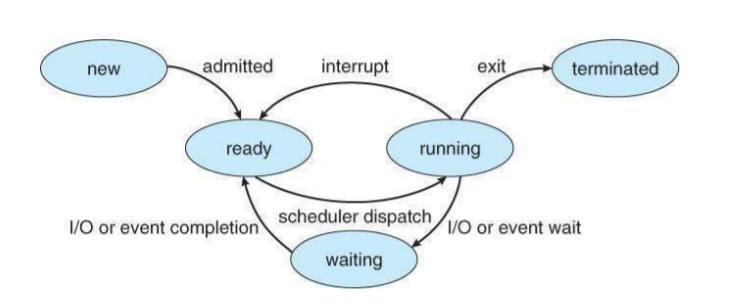 new
admitted
interrupt
exit
terminated
ready
running
I/O or event completion
scheduler dispatch
I/O or event wait
waiting